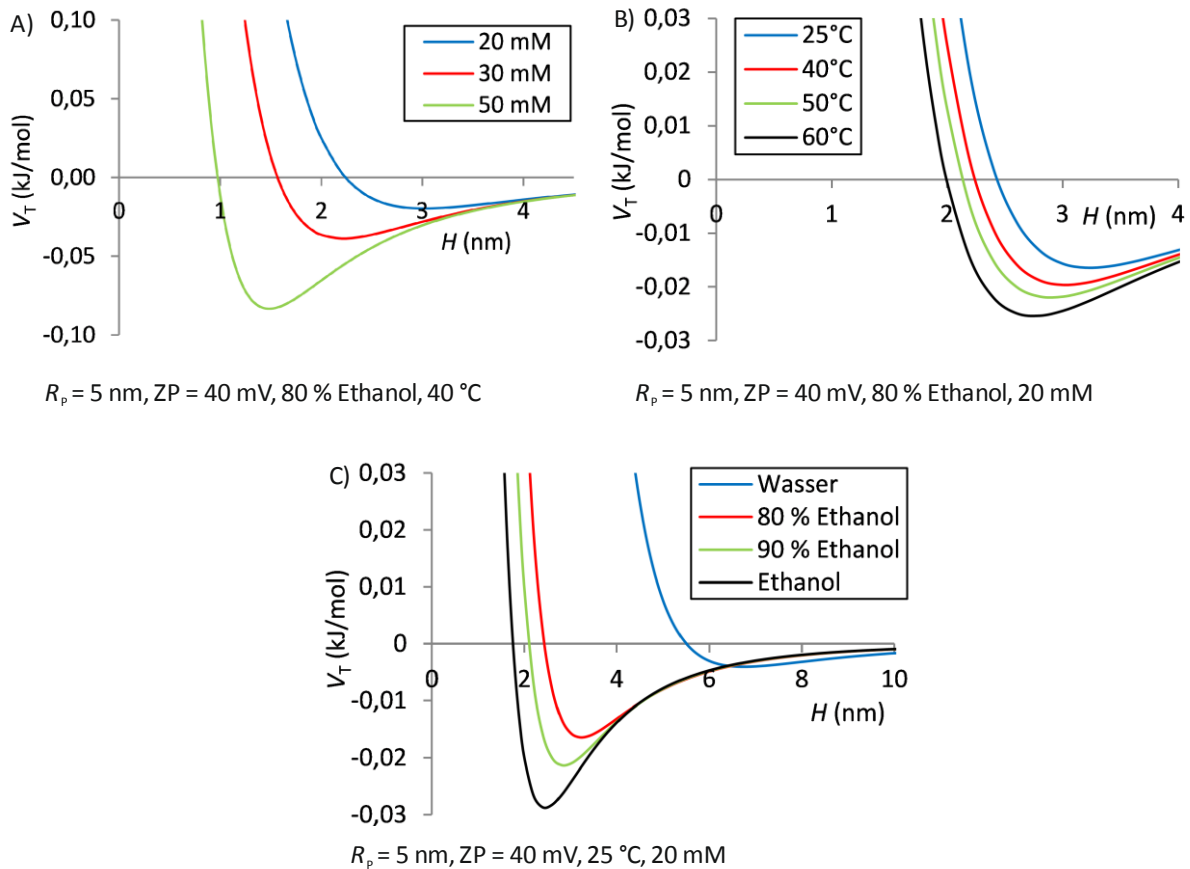 A)
0,10
0,05
0,00
-0,05
-0,10
V_T (kJ/mol)
0 1 2 3 4
H (nm)
20 mM
30 mM
50 mM
R_P = 5 nm, ZP = 40 mV, 80 % Ethanol, 40 °C
B)
0,03
0,02
0,01
0
-0,01
-0,02
-0,03
V_T (kJ/mol)
0 1 2 3 4
H (nm)
25°C
40°C
50°C
60°C
R_P = 5 nm, ZP = 40 mV, 80 % Ethanol, 20 mM
C)
0,03
0,02
0,01
0
-0,01
-0,02
-0,03
V_T (kJ/mol)
0 2 4 6 8 10
H (nm)
Wasser
80 % Ethanol
90 % Ethanol
Ethanol
R_P = 5 nm, ZP = 40 mV, 25 °C, 20 mM